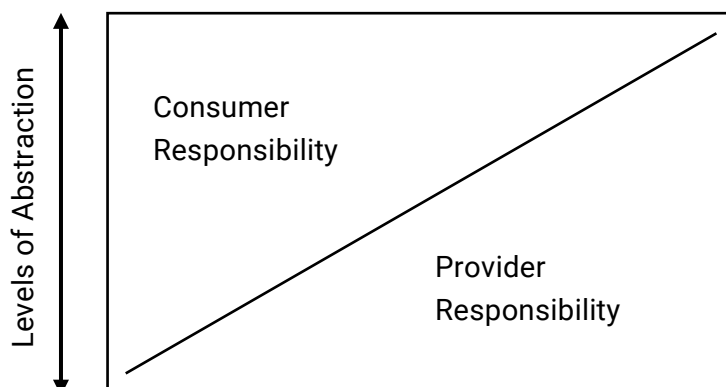 Levels of Abstraction
Consumer
Responsibility
Provider
Responsibility